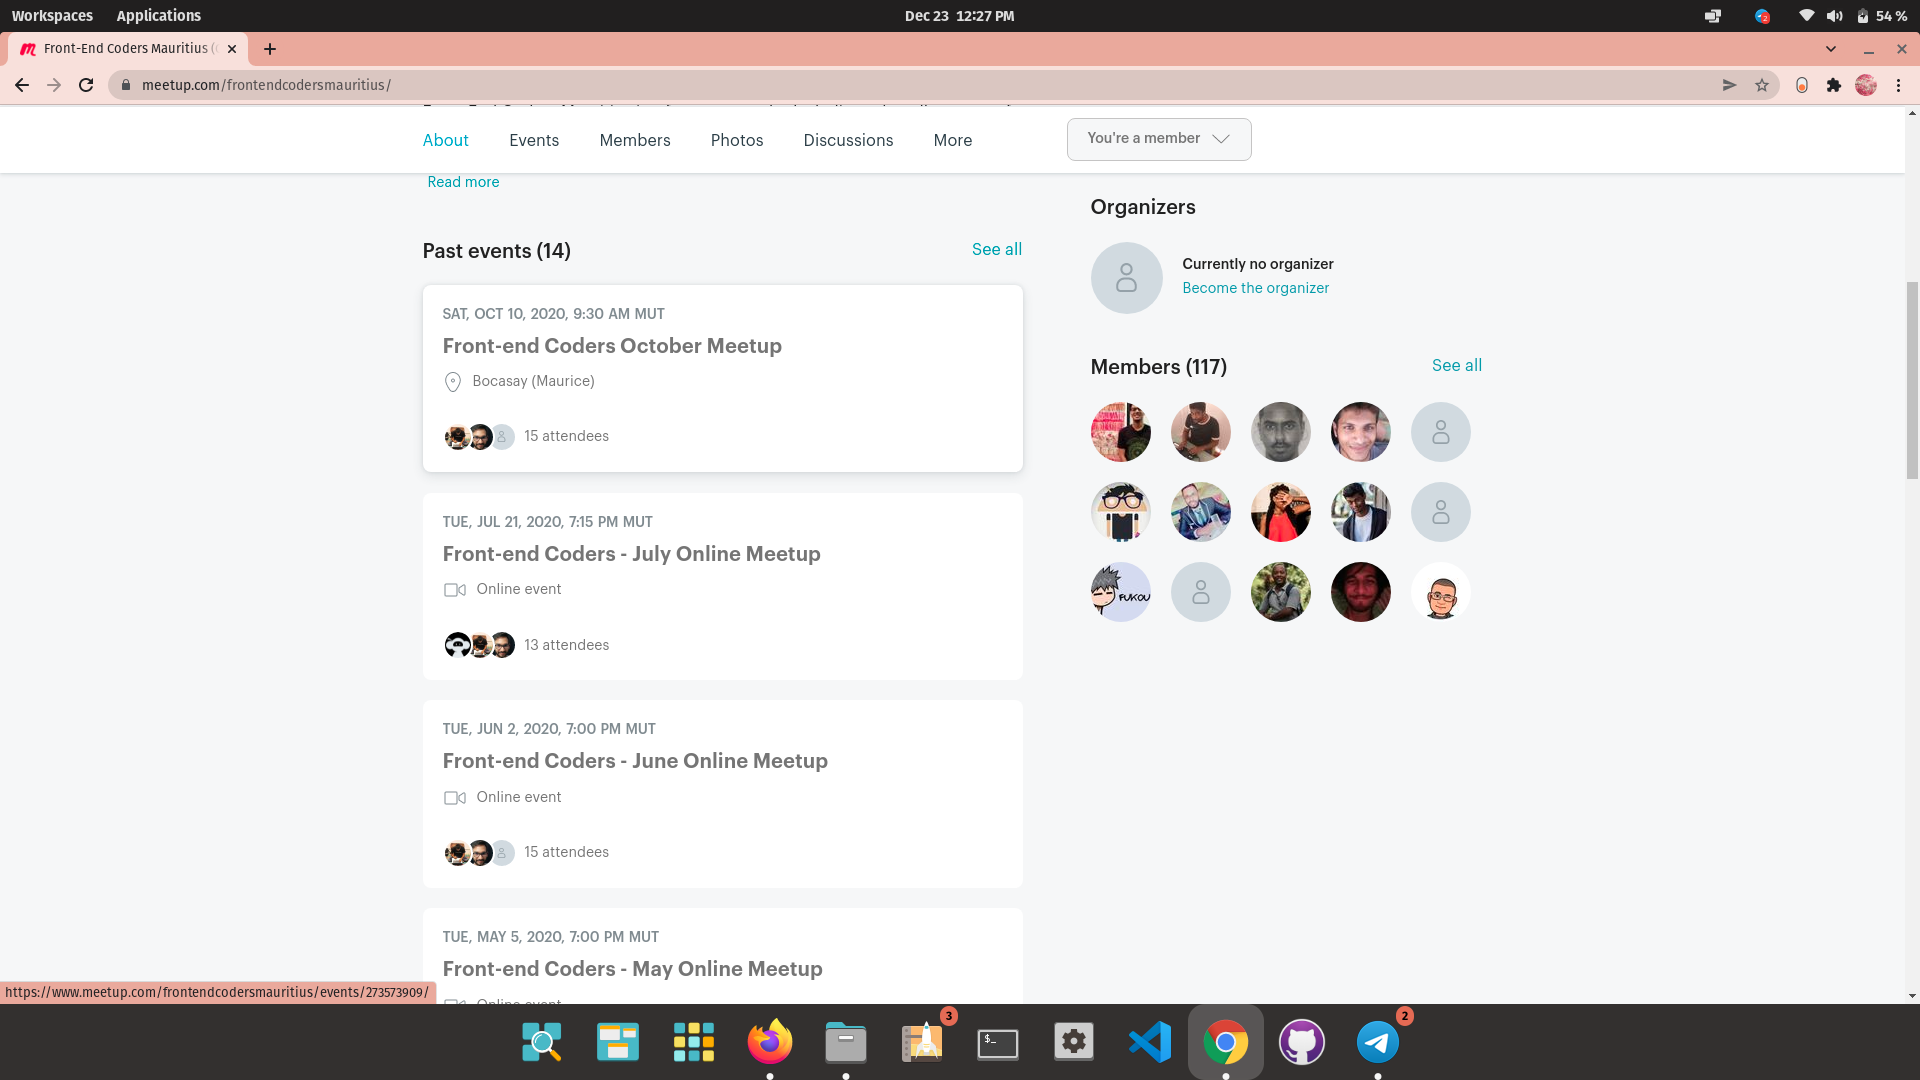 Workspaces Applications Dec 23 12:27 PM 54 %
Front-End Coders Mauritius (
meetup.com/frontendcodersmauritius/
About Events Members Photos Discussions More You're a member
Read more
Past events (14) See all
SAT, OCT 10, 2020, 9:30 AM MUT
Front-end Coders October Meetup
Bocasay (Maurice)
15 attendees
TUE, JUL 21, 2020, 7:15 PM MUT
Front-end Coders - July Online Meetup
Online event
13 attendees
TUE, JUN 2, 2020, 7:00 PM MUT
Front-end Coders - June Online Meetup
Online event
15 attendees
TUE, MAY 5, 2020, 7:00 PM MUT
Front-end Coders - May Online Meetup
Online event
Organizers
Currently no organizer
Become the organizer
Members (117) See all
FUKOU
https://www.meetup.com/frontendcodersmauritius/events/273573909/
3
$_
2